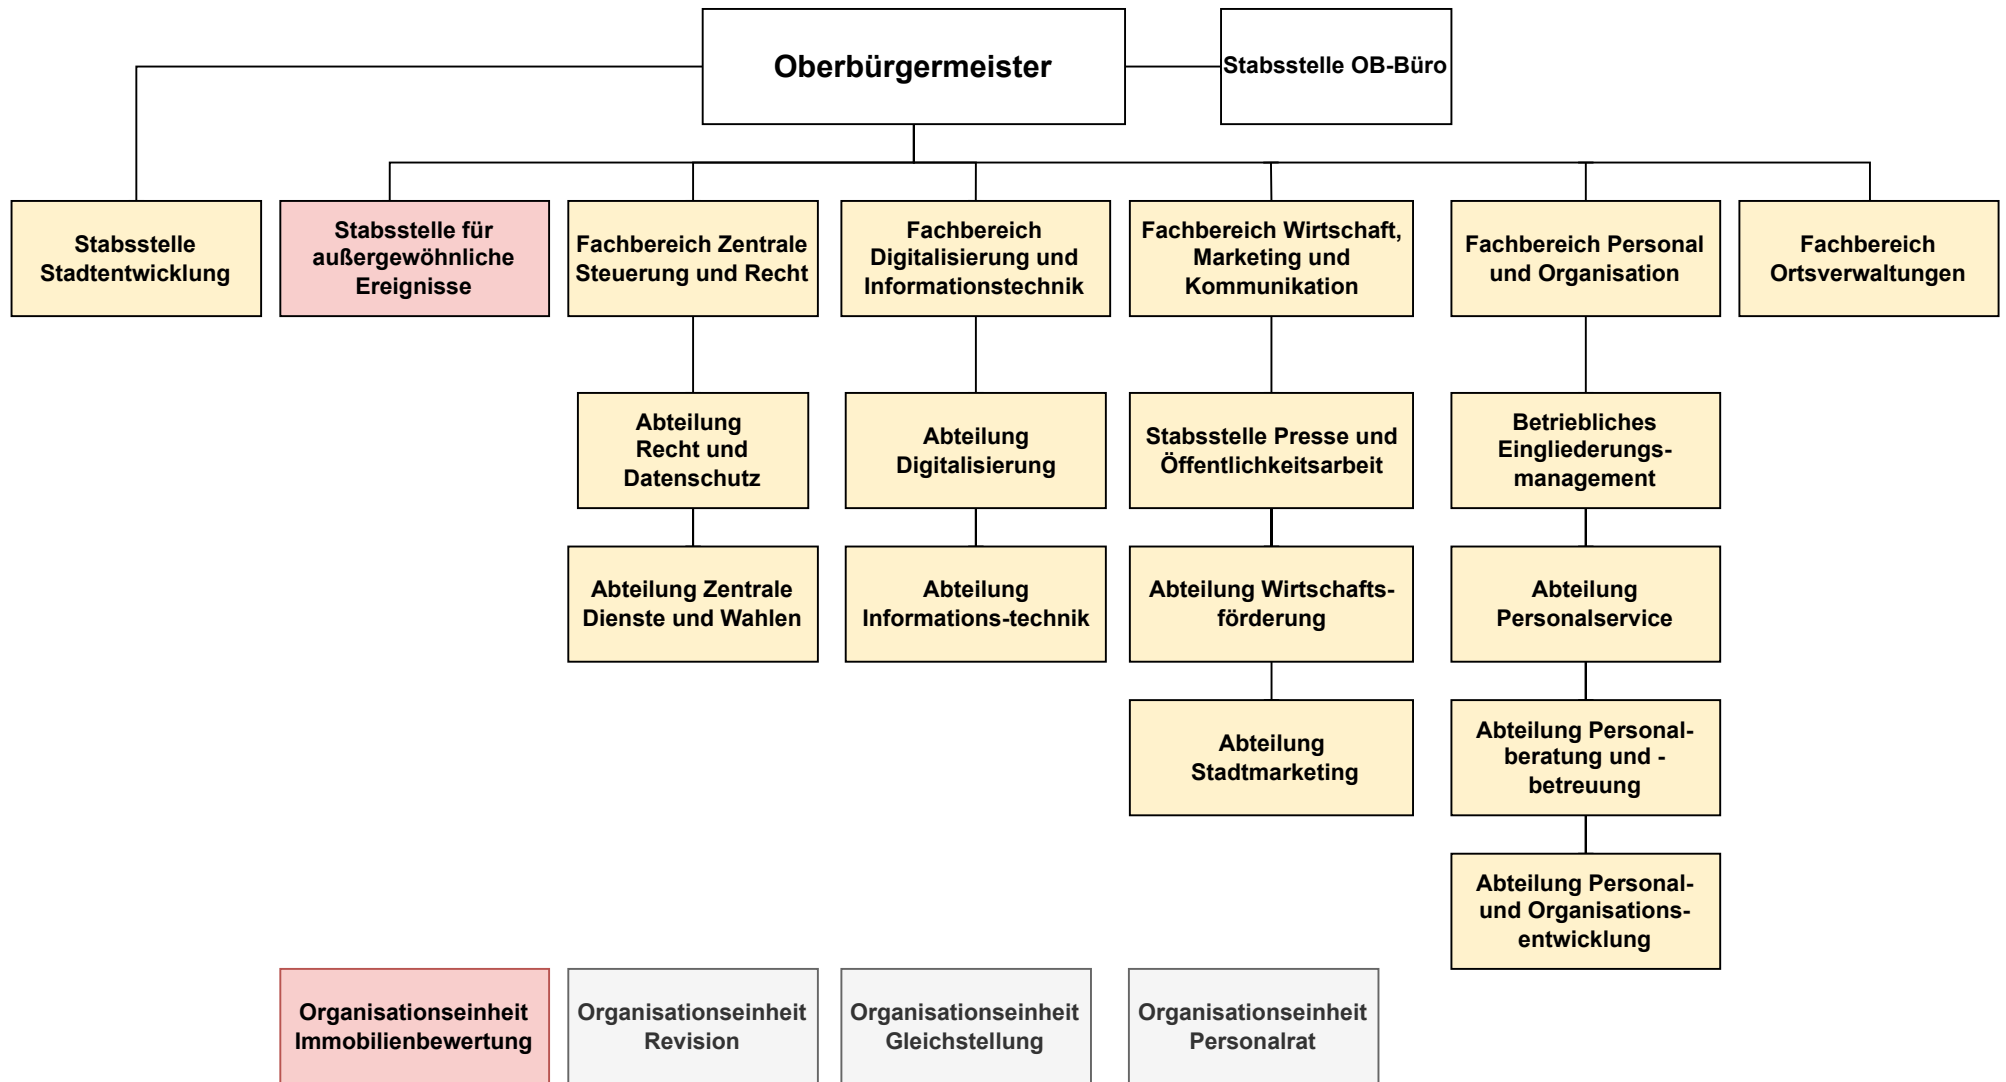 Oberbürgermeister
Stabsstelle OB-Büro
Stabsstelle
Stadtentwicklung
Stabsstelle für
außergewöhnliche
Ereignisse
Fachbereich Zentrale
Steuerung und Recht
Fachbereich
Digitalisierung und
Informationstechnik
Fachbereich Wirtschaft,
Marketing und
Kommunikation
Fachbereich Personal
und Organisation
Fachbereich
Ortsverwaltungen
Abteilung
Recht und
Datenschutz
Abteilung
Digitalisierung
Stabsstelle Presse und
Öffentlichkeitsarbeit
Betriebliches
Eingliederungs-
management
Abteilung Zentrale
Dienste und Wahlen
Abteilung
Informations-technik
Abteilung Wirtschafts-
förderung
Abteilung
Personalservice
Abteilung
Stadtmarketing
Abteilung Personal-
beratung und -
betreuung
Abteilung Personal-
und Organisations-
entwicklung
Organisationseinheit
Immobilienbewertung
Organisationseinheit
Revision
Organisationseinheit
Gleichstellung
Organisationseinheit
Personalrat